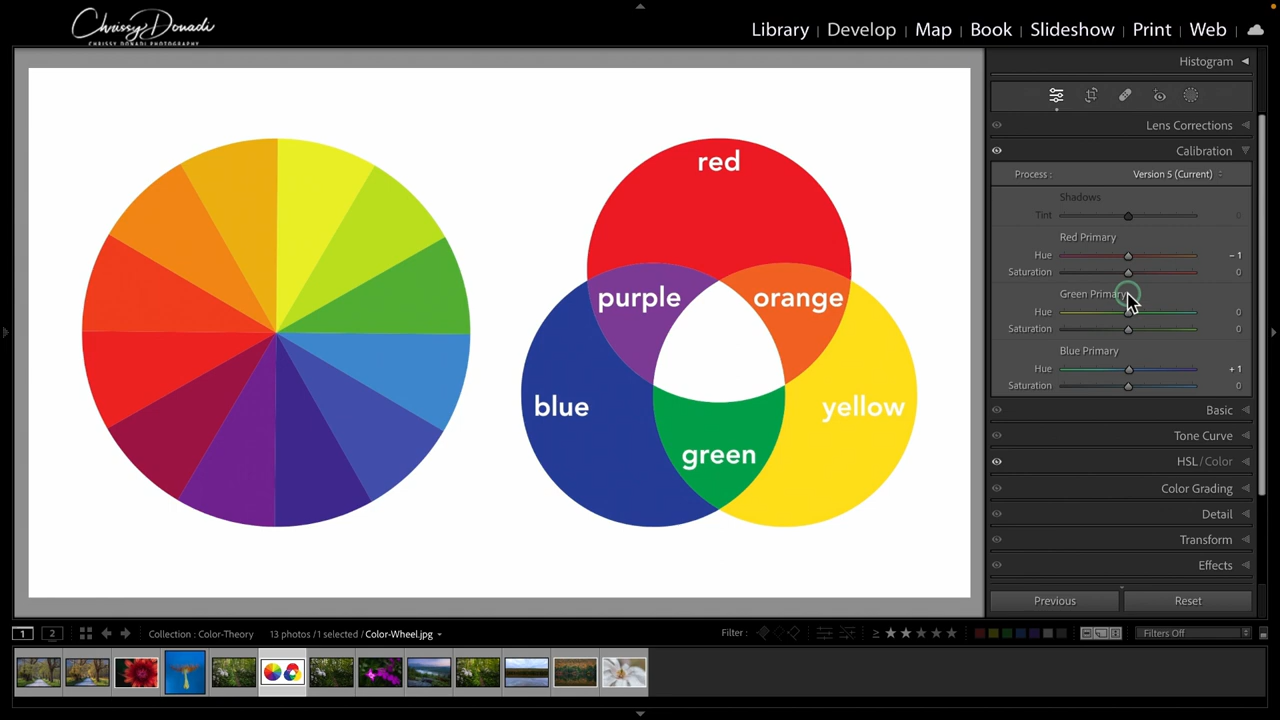 Chrissy Donadi
CHRISSY DONADI PHOTOGRAPHY
Library | Develop | Map | Book | Slideshow | Print | Web
Histogram
Lens Corrections
Calibration
Process : Version 5 (Current)
Shadows
Tint 0
Red Primary
Hue − 1
Saturation 0
Green Primary
Hue 0
Saturation 0
Blue Primary
Hue + 1
Saturation 0
Basic
Tone Curve
HSL / Color
Color Grading
Detail
Transform
Effects
Previous Reset
red
purple orange
blue yellow
green
1 2 Collection : Color-Theory 13 photos / 1 selected / Color-Wheel.jpg Filter : ≥ ★★★★★ Filters Off